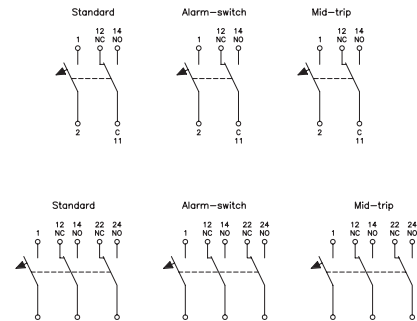 Standard Alarm-switch Mid-trip
12 14 12 14 12 14
1 NC NO 1 NC NO 1 NC NO
2 C 2 C 2 C
11 11 11
Standard Alarm-switch Mid-trip
12 14 22 24 12 14 22 24 12 14 22 24
1 NC NO NC NO 1 NC NO NC NO 1 NC NO NC NO